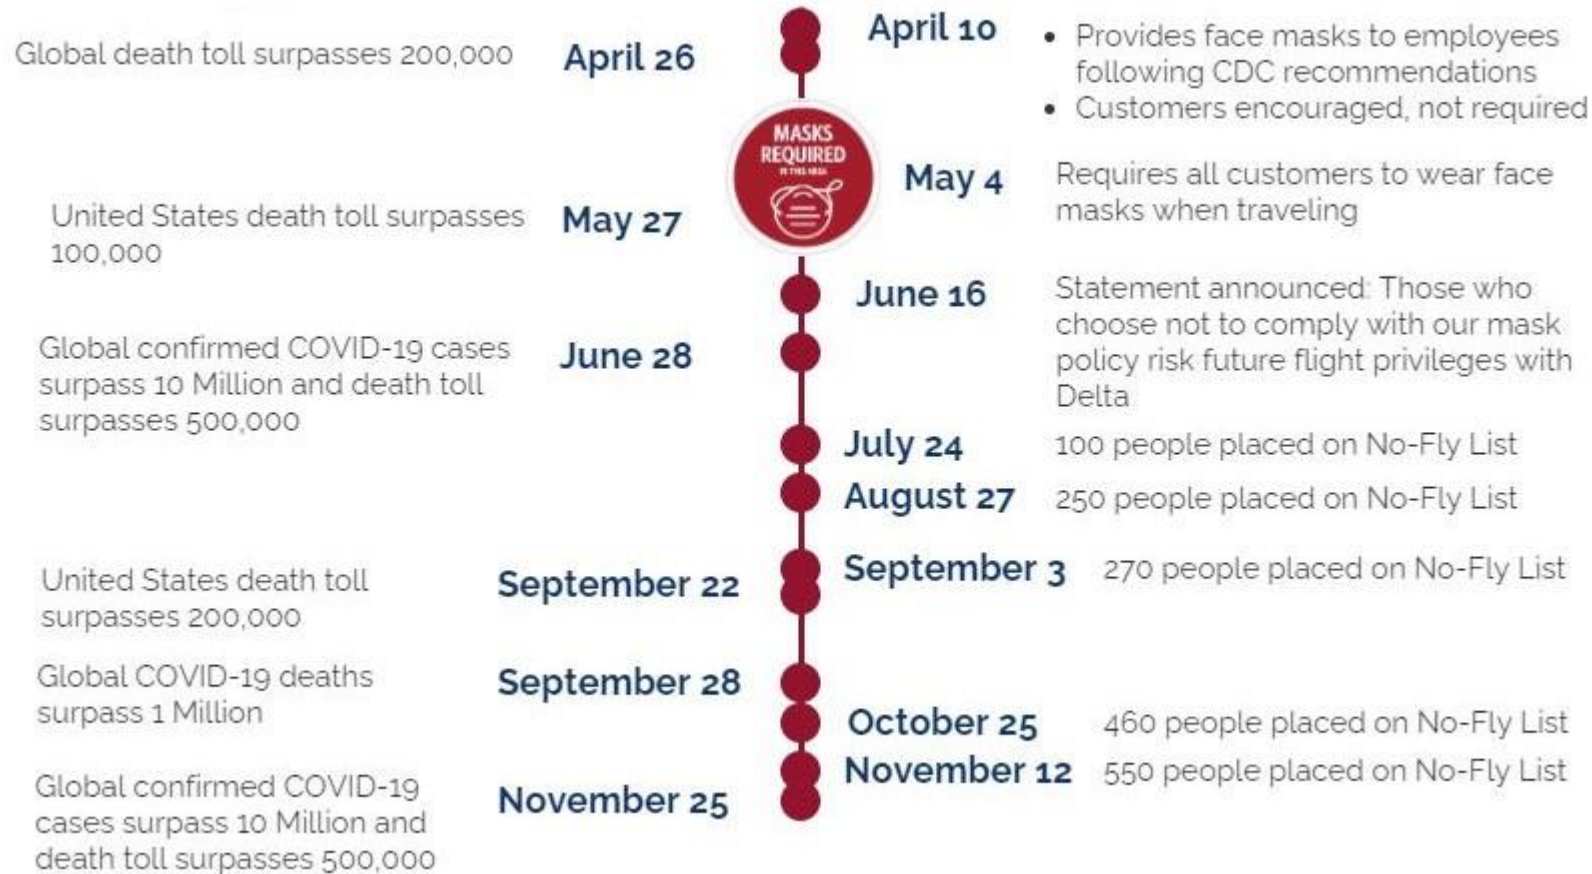 April 10
• Provides face masks to employees
following CDC recommendations
• Customers encouraged, not required
Global death toll surpasses 200,000
April 26
MASKS
REQUIRED
IN THIS AREA
May 4
Requires all customers to wear face
masks when traveling
United States death toll surpasses
100,000
May 27
June 16
Statement announced: Those who
choose not to comply with our mask
policy risk future flight privileges with
Delta
Global confirmed COVID-19 cases
surpass 10 Million and death toll
surpasses 500,000
June 28
July 24
100 people placed on No-Fly List
August 27
250 people placed on No-Fly List
September 3
270 people placed on No-Fly List
United States death toll
surpasses 200,000
September 22
Global COVID-19 deaths
surpass 1 Million
September 28
October 25
460 people placed on No-Fly List
November 12
550 people placed on No-Fly List
Global confirmed COVID-19
cases surpass 10 Million and
death toll surpasses 500,000
November 25